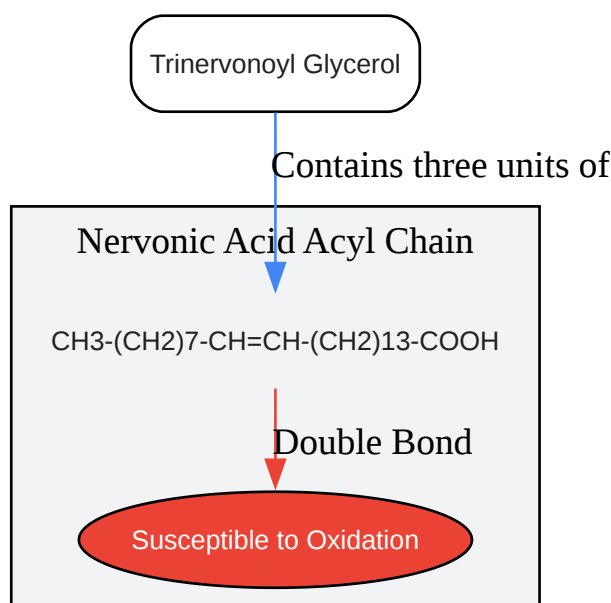 Trinervonoyl Glycerol
Contains three units of
Nervonic Acid Acyl Chain
CH3-(CH2)7-CH=CH-(CH2)13-COOH
Double Bond
Susceptible to Oxidation